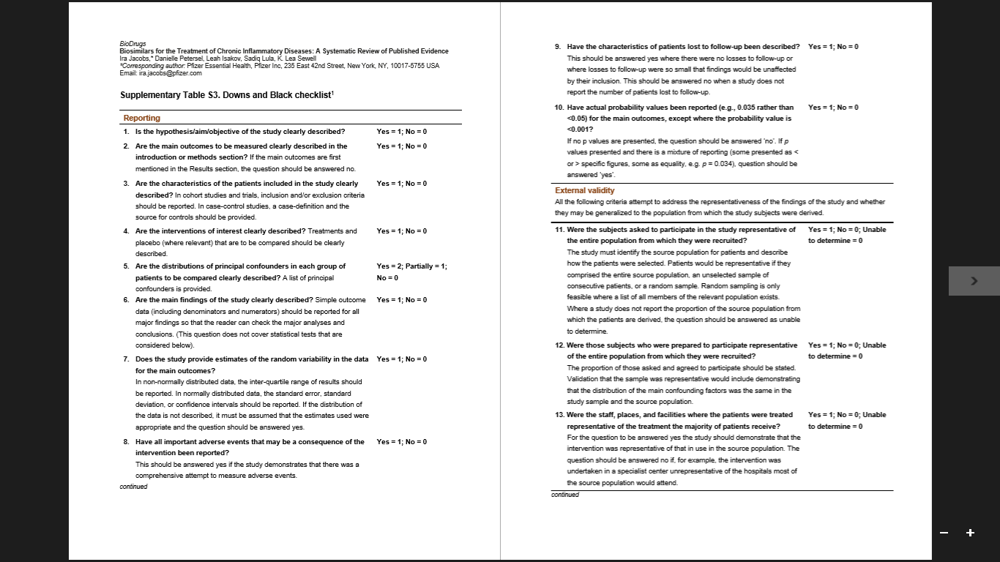 BioDrugs
Biosimilars for the Treatment of Chronic Inflammatory Diseases: A Systematic Review of Published Evidence
Ira Jacobs,* Danielle Petersel, Leah Isakov, Sadiq Lula, K. Lea Sewell
*Corresponding author: Pfizer Essential Health, Pfizer Inc, 235 East 42nd Street, New York, NY, 10017-5755 USA
Email: ira.jacobs@pfizer.com
Supplementary Table S3. Downs and Black checklist¹
Reporting
1. Is the hypothesis/aim/objective of the study clearly described? Yes = 1; No = 0
2. Are the main outcomes to be measured clearly described in the Yes = 1; No = 0
introduction or methods section? If the main outcomes are first
mentioned in the Results section, the question should be answered no.
3. Are the characteristics of the patients included in the study clearly Yes = 1; No = 0
described? In cohort studies and trials, inclusion and/or exclusion criteria
should be reported. In case-control studies, a case-definition and the
source for controls should be provided.
4. Are the interventions of interest clearly described? Treatments and Yes = 1; No = 0
placebo (where relevant) that are to be compared should be clearly
described.
5. Are the distributions of principal confounders in each group of Yes = 2; Partially = 1;
patients to be compared clearly described? A list of principal No = 0
confounders is provided.
6. Are the main findings of the study clearly described? Simple outcome Yes = 1; No = 0
data (including denominators and numerators) should be reported for all
major findings so that the reader can check the major analyses and
conclusions. (This question does not cover statistical tests that are
considered below).
7. Does the study provide estimates of the random variability in the data Yes = 1; No = 0
for the main outcomes?
In non-normally distributed data, the inter-quartile range of results should
be reported. In normally distributed data, the standard error, standard
deviation, or confidence intervals should be reported. If the distribution of
the data is not described, it must be assumed that the estimates used were
appropriate and the question should be answered yes.
8. Have all important adverse events that may be a consequence of the Yes = 1; No = 0
intervention been reported?
This should be answered yes if the study demonstrates that there was a
comprehensive attempt to measure adverse events.
continued
9. Have the characteristics of patients lost to follow-up been described? Yes = 1; No = 0
This should be answered yes where there were no losses to follow-up or
where losses to follow-up were so small that findings would be unaffected
by their inclusion. This should be answered no when a study does not
report the number of patients lost to follow-up.
10. Have actual probability values been reported (e.g., 0.035 rather than Yes = 1; No = 0
<0.05) for the main outcomes, except where the probability value is
<0.001?
If no p values are presented, the question should be answered 'no'. If p
values presented and there is a mixture of reporting (some presented as <
or > specific figures, some as equality, e.g. p = 0.034), question should be
answered 'yes'.
External validity
All the following criteria attempt to address the representativeness of the findings of the study and whether
they may be generalized to the population from which the study subjects were derived.
11. Were the subjects asked to participate in the study representative of Yes = 1; No = 0; Unable
the entire population from which they were recruited? to determine = 0
The study must identify the source population for patients and describe
how the patients were selected. Patients would be representative if they
comprised the entire source population, an unselected sample of
consecutive patients, or a random sample. Random sampling is only
feasible where a list of all members of the relevant population exists.
Where a study does not report the proportion of the source population from
which the patients are derived, the question should be answered as unable
to determine.
12. Were those subjects who were prepared to participate representative Yes = 1; No = 0; Unable
of the entire population from which they were recruited? to determine = 0
The proportion of those asked and agreed to participate should be stated.
Validation that the sample was representative would include demonstrating
that the distribution of the main confounding factors was the same in the
study sample and the source population.
13. Were the staff, places, and facilities where the patients were treated Yes = 1; No = 0; Unable
representative of the treatment the majority of patients receive? to determine = 0
For the question to be answered yes the study should demonstrate that the
intervention was representative of that in use in the source population. The
question should be answered no if, for example, the intervention was
undertaken in a specialist center unrepresentative of the hospitals most of
the source population would attend.
continued